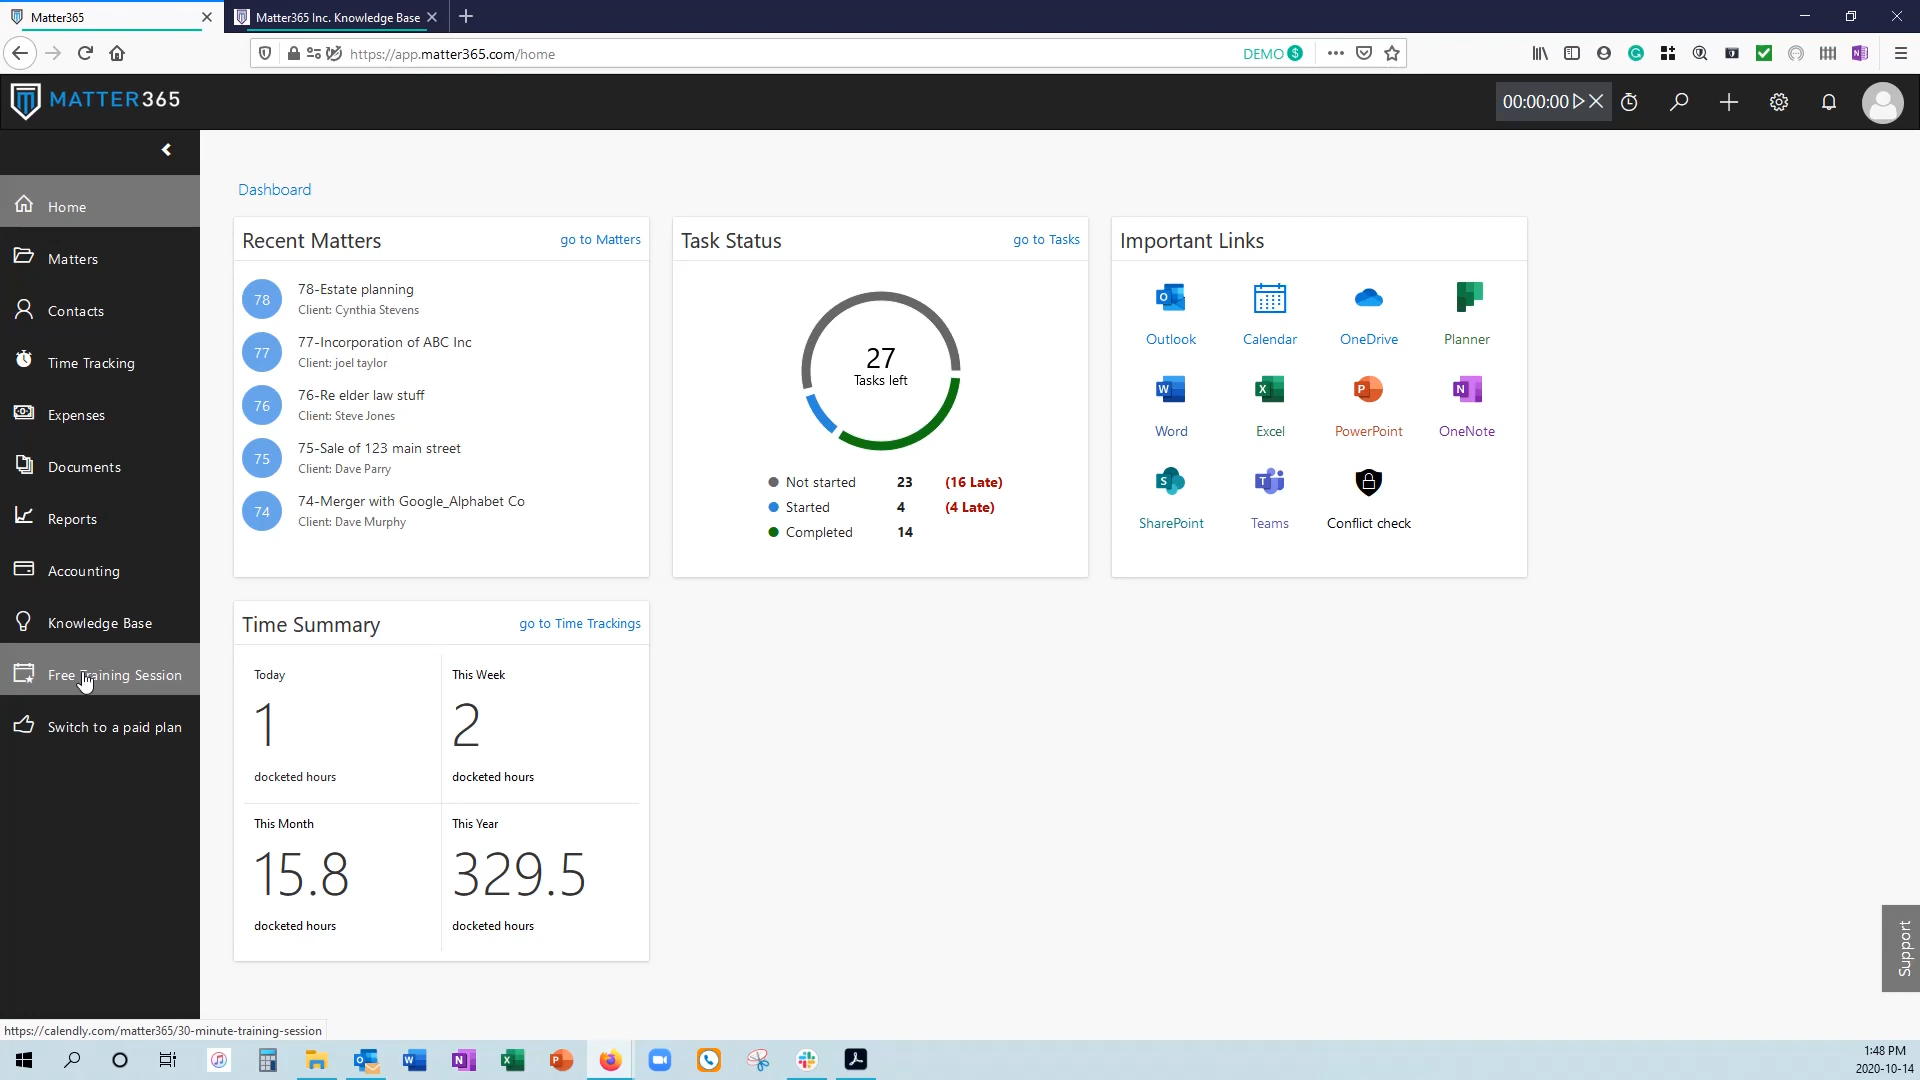 Matter365
Matter365 Inc. Knowledge Base
https://app.matter365.com/home
DEMO
MATTER365
00:00:00
Home
Matters
Contacts
Time Tracking
Expenses
Documents
Reports
Accounting
Knowledge Base
Free Training Session
Switch to a paid plan
Dashboard
Recent Matters
go to Matters
78
78-Estate planning
Client: Cynthia Stevens
77
77-Incorporation of ABC Inc
Client: joel taylor
76
76-Re elder law stuff
Client: Steve Jones
75
75-Sale of 123 main street
Client: Dave Parry
74
74-Merger with Google_Alphabet Co
Client: Dave Murphy
Task Status
go to Tasks
27
Tasks left
Not started 23 (16 Late)
Started 4 (4 Late)
Completed 14
Important Links
Outlook
Calendar
OneDrive
Planner
Word
Excel
PowerPoint
OneNote
SharePoint
Teams
Conflict check
Time Summary
go to Time Trackings
Today
1
docketed hours
This Week
2
docketed hours
This Month
15.8
docketed hours
This Year
329.5
docketed hours
Support
https://calendly.com/matter365/30-minute-training-session
1:48 PM
2020-10-14